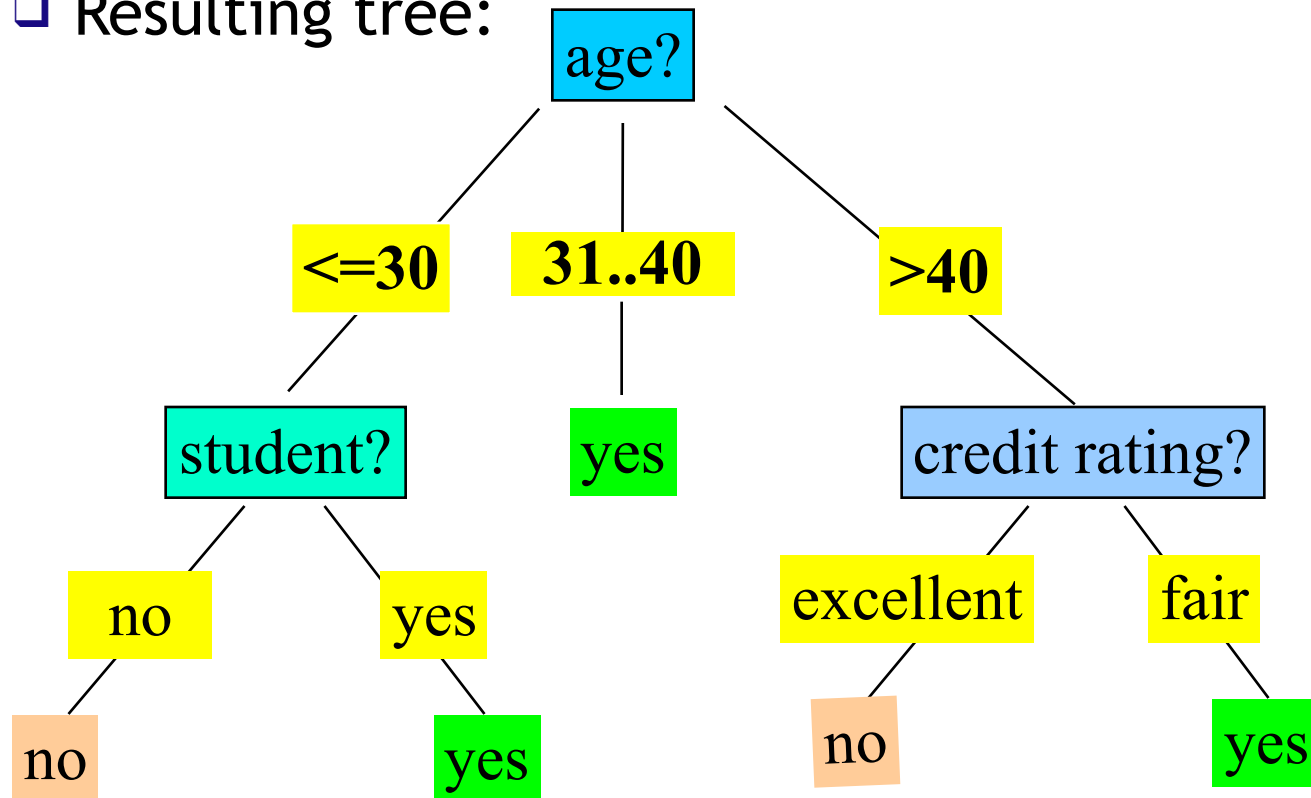 Resulting tree:
age?
<=30
31..40
>40
student?
yes
credit rating?
no
yes
excellent
fair
no
yes
no
yes